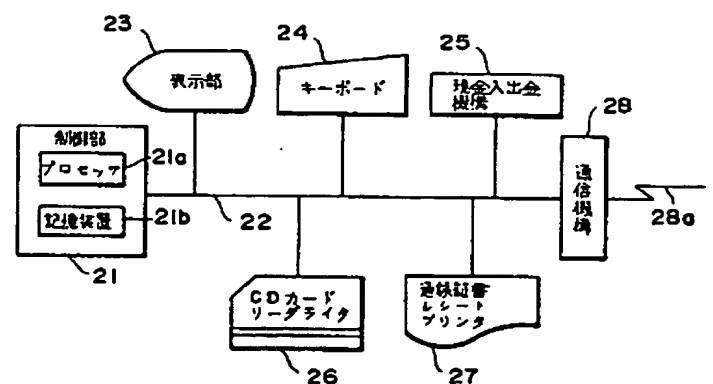 23
表示部
24
キーボード
25
現金入出金
機構
28
通信機構
28a
制御部
プロセッサ
21a
記憶装置
21b
21
22
CDカード
リーダライタ
26
通帳証書
レシート
プリンタ
27